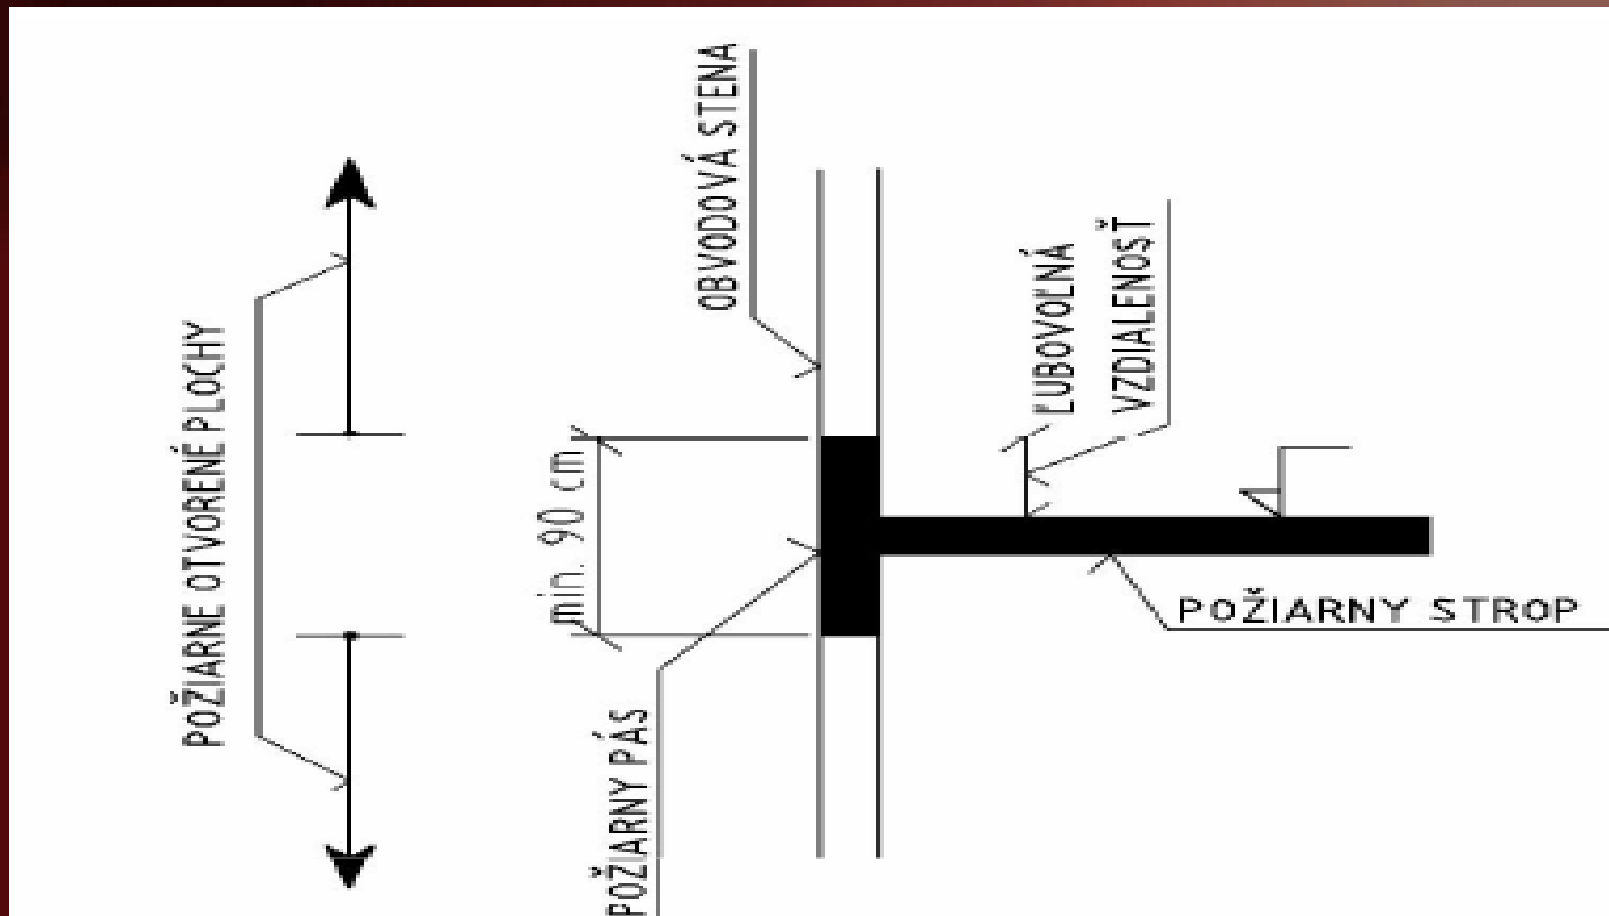 POŽIARNE OTVORENÉ PLOCHY
min. 90 cm
POŽIARNY PÁS
OBVODOVÁ STENA
ĽUBOVOĽNÁ
VZDIALENOSŤ
POŽIARNY STROP